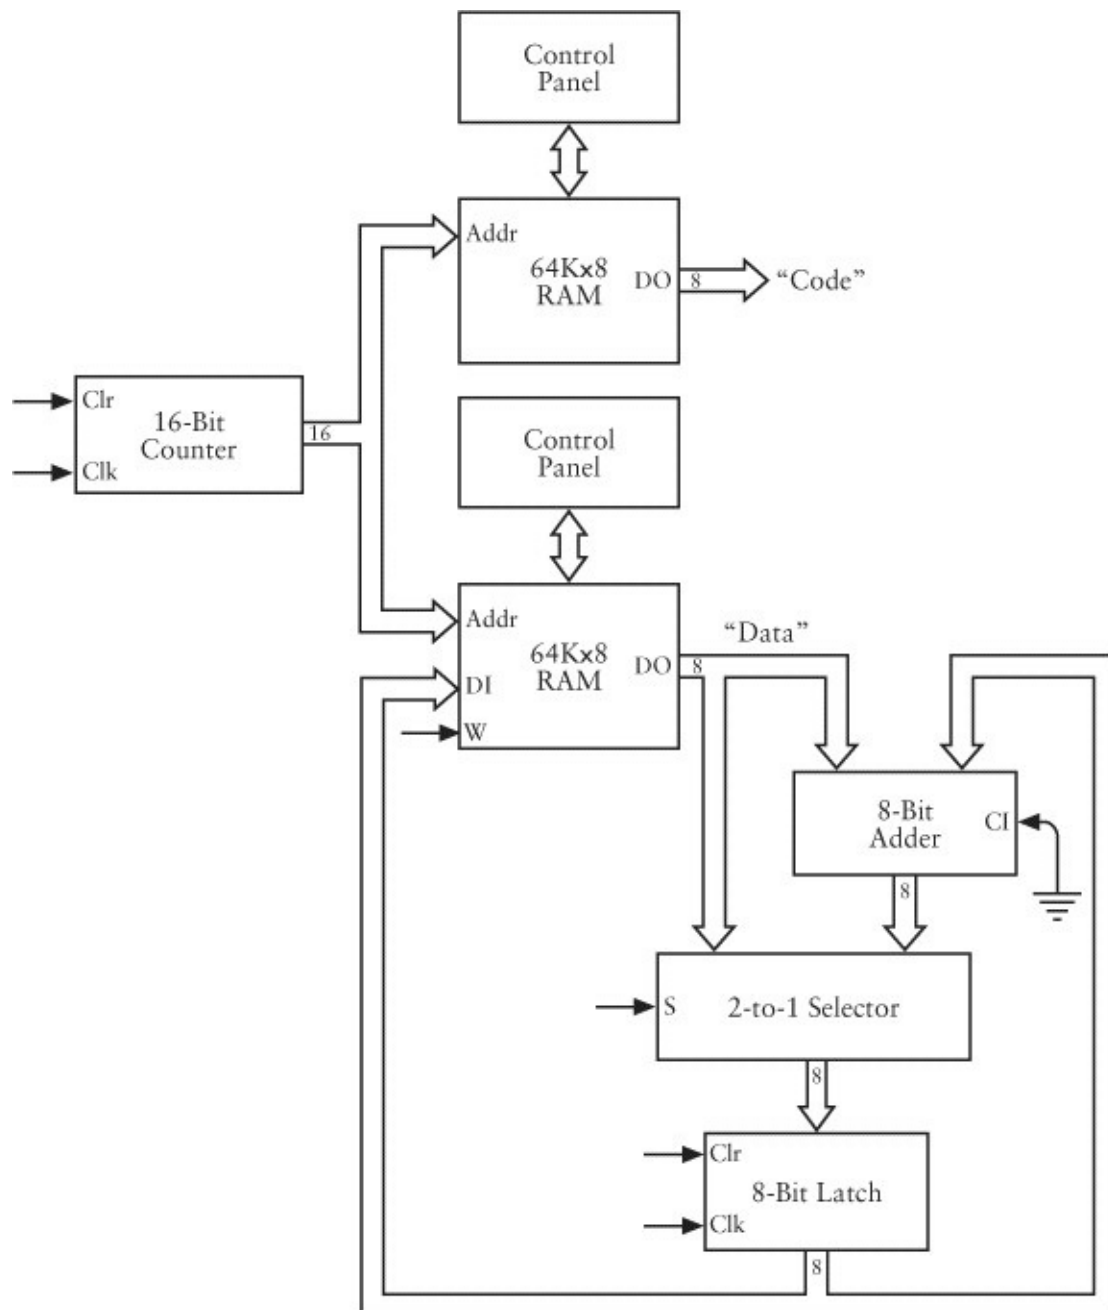 Control
Panel
Addr
64Kx8
RAM
DO
8
“Code”
Clr
16-Bit
Counter
Clk
16
Control
Panel
Addr
64Kx8
RAM
DO
8
“Data”
DI
W
8-Bit
Adder
CI
8
S
2-to-1 Selector
8
Clr
8-Bit Latch
Clk
8